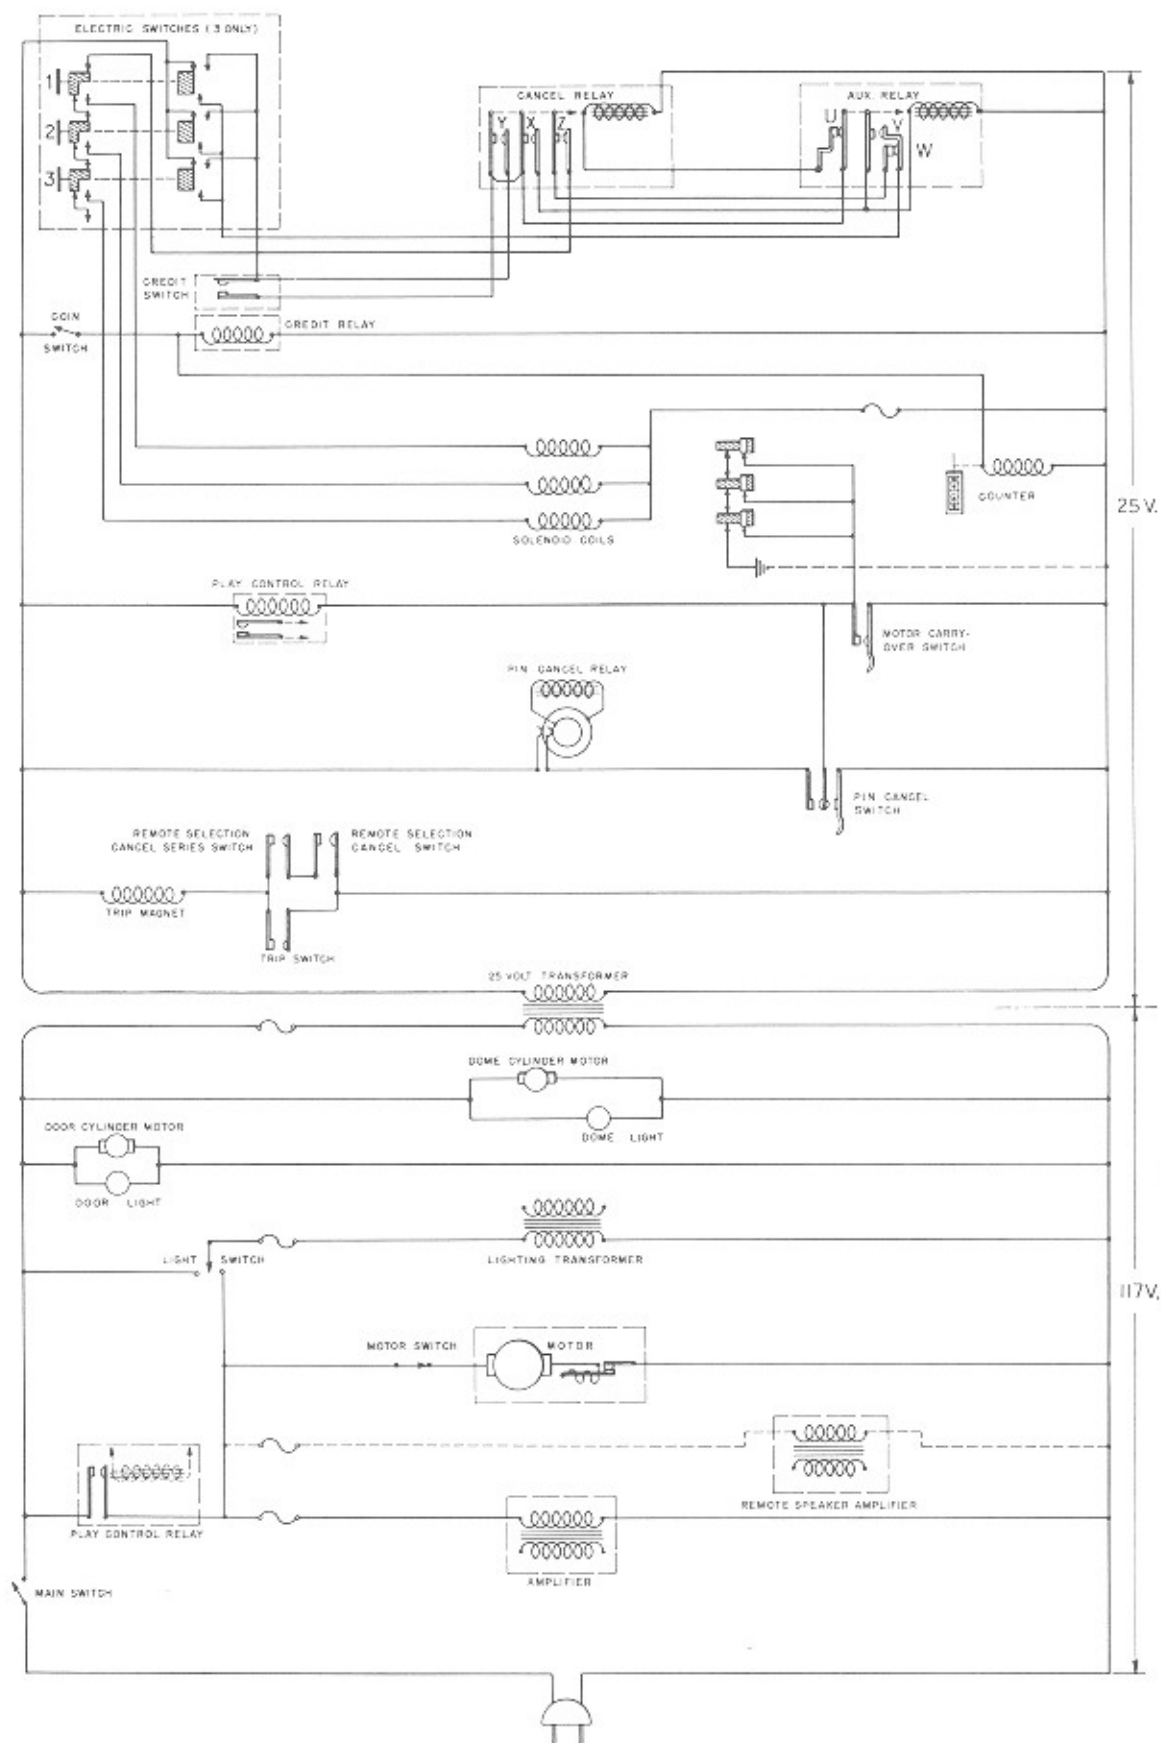 ELECTRIC SWITCHES (3 ONLY)
1
2
3
CANCEL RELAY
Y X Z
AUX. RELAY
U V
W
CREDIT
SWITCH
COIN
SWITCH
CREDIT RELAY
SOLENOID COILS
COUNTER
25V.
PLAY CONTROL RELAY
MOTOR CARRY-
OVER SWITCH
PIN CANCEL RELAY
PIN CANCEL
SWITCH
REMOTE SELECTION
CANCEL SERIES SWITCH
REMOTE SELECTION
CANCEL SWITCH
TRIP MAGNET
TRIP SWITCH
25 VOLT TRANSFORMER
DOME CYLINDER MOTOR
DOME LIGHT
DOOR CYLINDER MOTOR
DOOR LIGHT
LIGHT SWITCH
LIGHTING TRANSFORMER
117V.
MOTOR SWITCH
MOTOR
REMOTE SPEAKER AMPLIFIER
PLAY CONTROL RELAY
AMPLIFIER
MAIN SWITCH